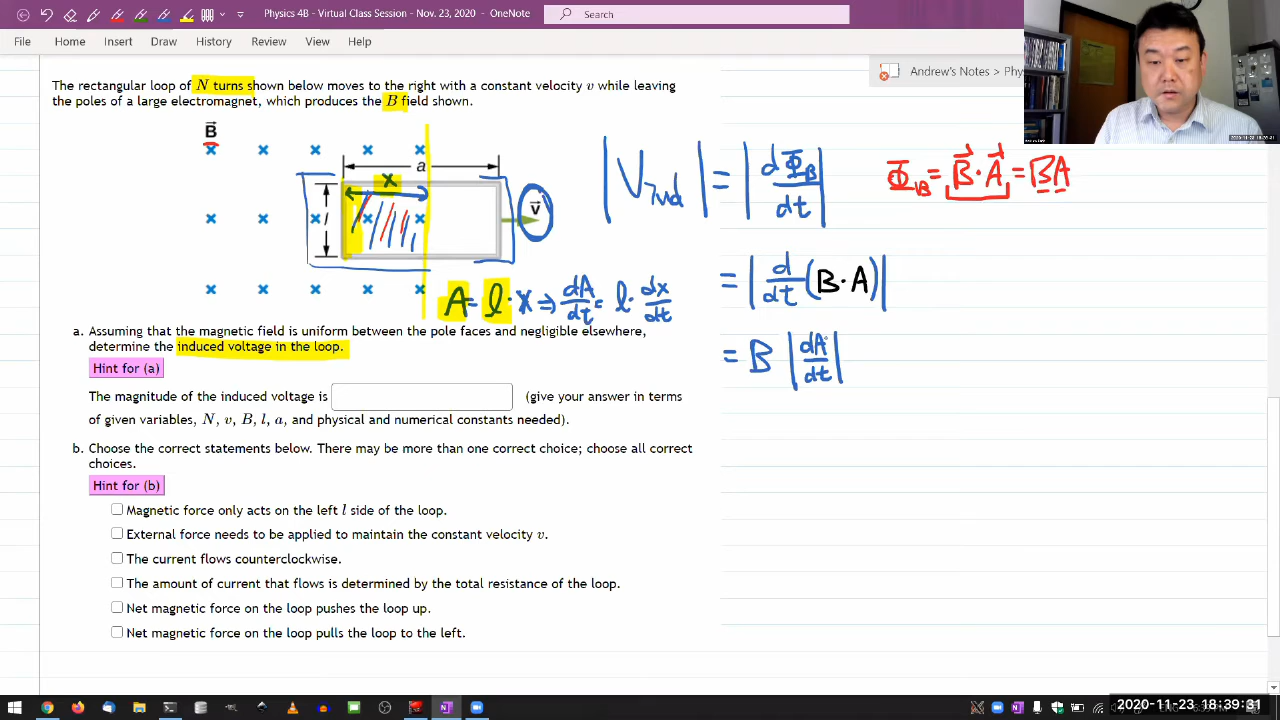 Physics 4B - Virtual Class Session - Nov. 23, 2020 - OneNote
Search
File Home Insert Draw History Review View Help
Andrew's Notes > Phy
The rectangular loop of N turns shown below moves to the right with a constant velocity v while leaving
the poles of a large electromagnet, which produces the B field shown.
B
a
x
l
v
A = l · x ⇒ dA/dt = l · dx/dt
|Vind| = |dΦB/dt|
ΦB = B · A = BA
= |d/dt (B · A)|
= B |dA/dt|
a. Assuming that the magnetic field is uniform between the pole faces and negligible elsewhere,
determine the induced voltage in the loop.
Hint for (a)
The magnitude of the induced voltage is (give your answer in terms
of given variables, N, v, B, l, a, and physical and numerical constants needed).
b. Choose the correct statements below. There may be more than one correct choice; choose all correct
choices.
Hint for (b)
Magnetic force only acts on the left l side of the loop.
External force needs to be applied to maintain the constant velocity v.
The current flows counterclockwise.
The amount of current that flows is determined by the total resistance of the loop.
Net magnetic force on the loop pushes the loop up.
Net magnetic force on the loop pulls the loop to the left.
2020-11-23 18:39:31